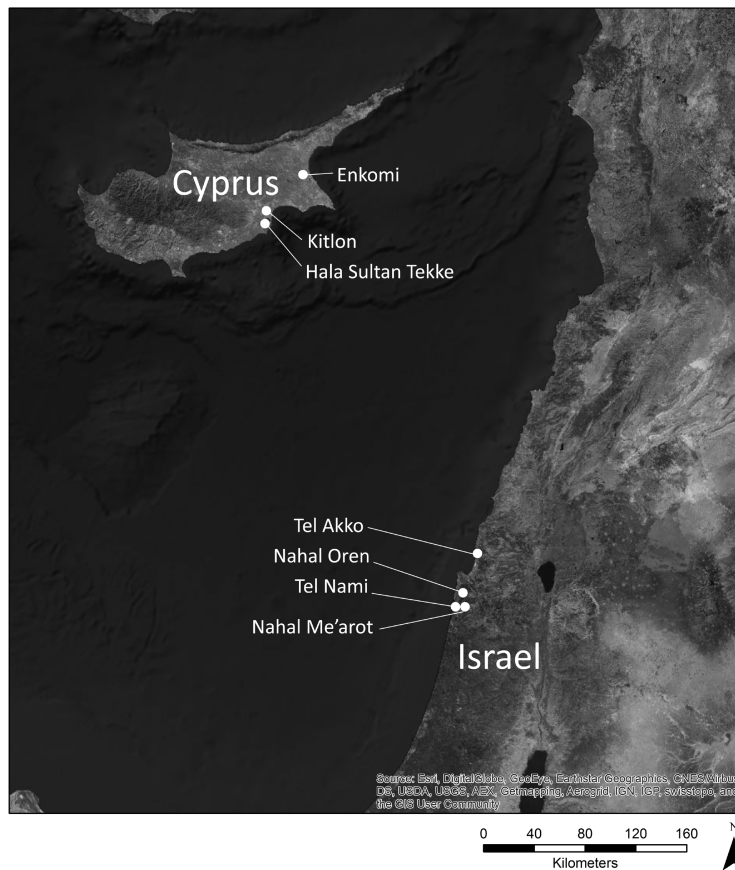 Enkomi
Cyprus
Kitlon
Hala Sultan Tekke
Tel Akko
Nahal Oren
Tel Nami
Nahal Me’arot
Israel
Source: Esri, DigitalGlobe, GeoEye, Earthstar Geographics, CNES/Airbus
DS, USDA, USGS, AEX, Getmapping, Aerogrid, IGN, IGP, swisstopo, and
the GIS User Community
N
0 40 80 120 160
Kilometers